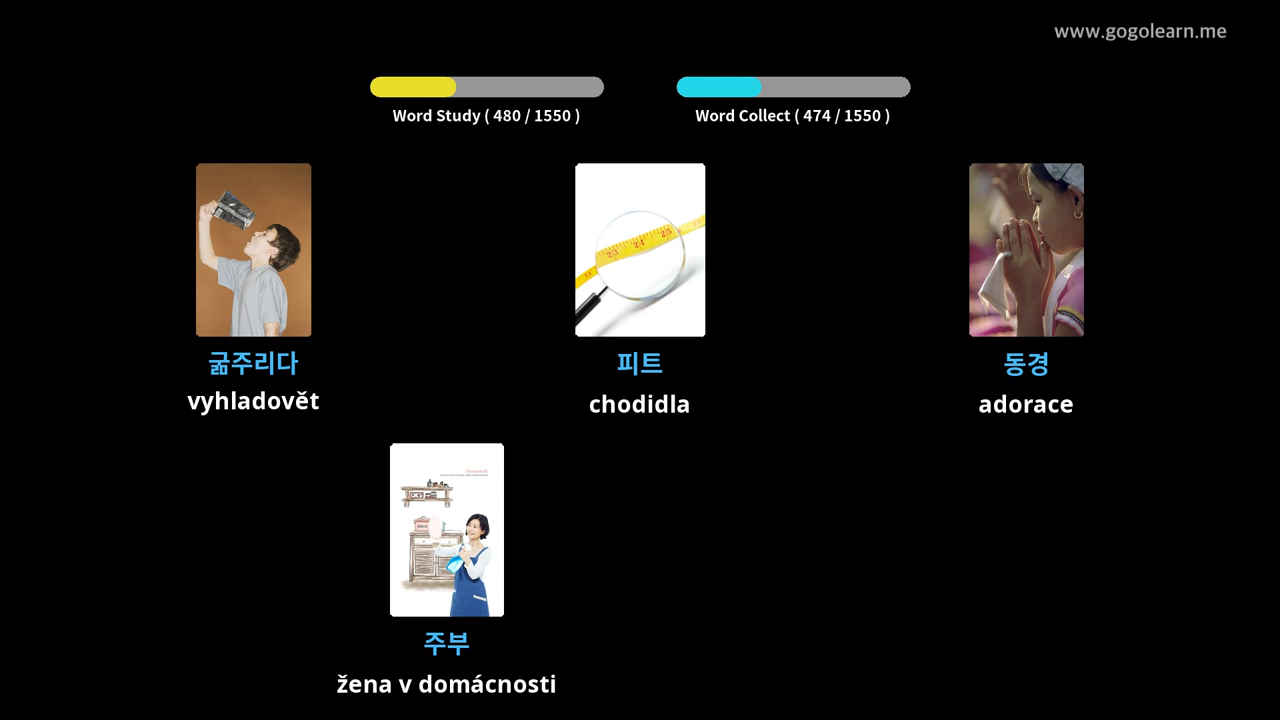 www.gogolearn.me
Word Study ( 480 / 1550 )
Word Collect ( 474 / 1550 )
굶주리다
피트
동경
vyhladovět
chodidla
adorace
주부
žena v domácnosti